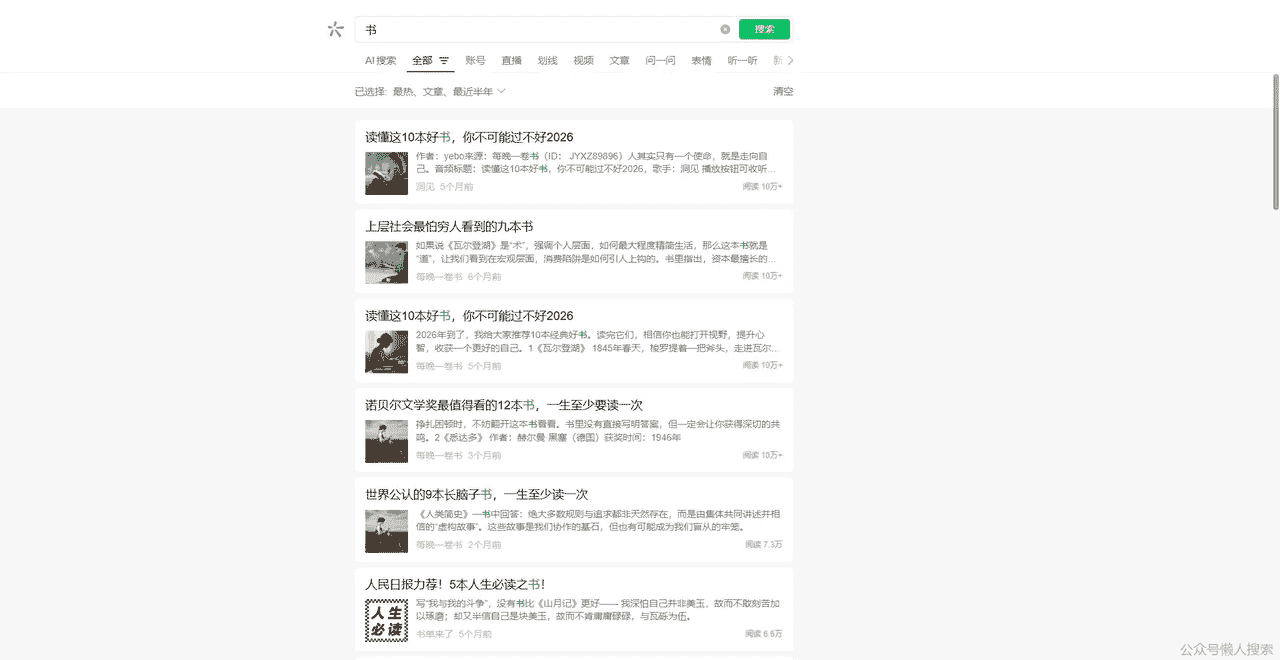 书
搜索
AI 搜索 全部 账号 直播 划线 视频 文章 问一问 表情 听一听 新
已选择: 最热、文章、最近半年 清空
读懂这10本好书，你不可能过不好2026
作者：yebo来源：每晚一卷书（ID： JYXZ89896）人其实只有一个使命，就是走向自
己。音频标题：读懂这10本好书，你不可能过不好2026，歌手：洞见 播放按钮可收听...
洞见 5个月前 阅读 10万+
上层社会最怕穷人看到的九本书
如果说《瓦尔登湖》是“术”，强调个人层面，如何最大程度精简生活，那么这本书就是
“道”，让我们看到在宏观层面，消费陷阱是如何引人上钩的。书里指出，资本最擅长的...
每晚一卷书 6个月前 阅读 10万+
读懂这10本好书，你不可能过不好2026
2026年到了，我给大家推荐10本经典好书。读完它们，相信你也能打开视野，提升心
智，收获一个更好的自己。1《瓦尔登湖》 1845年春天，梭罗提着一把斧头，走进瓦尔...
每晚一卷书 5个月前 阅读 10万+
诺贝尔文学奖最值得看的12本书，一生至少要读一次
挣扎困顿时，不妨翻开这本书看看。书里没有直接写明答案，但一定会让你获得深切的共
鸣。2《悉达多》 作者：赫尔曼·黑塞（德国）获奖时间：1946年
每晚一卷书 3个月前 阅读 10万+
世界公认的9本长脑子书，一生至少读一次
《人类简史》一书中回答：绝大多数规则与追求都非天然存在，而是由集体共同讲述并相
信的“虚构故事”。这些故事是我们协作的基石，但也有可能成为我们盲从的牢笼。
每晚一卷书 2个月前 阅读 7.3万
人民日报力荐！5本人生必读之书！
人生
必读
写“我与我的斗争”，没有书比《山月记》更好—— 我深怕自己并非美玉，故而不敢刻苦加
以琢磨；却又半信自己是块美玉，故而不肯庸庸碌碌，与瓦砾为伍。
书单来了 5个月前 阅读 6.6万
公众号懒人搜索